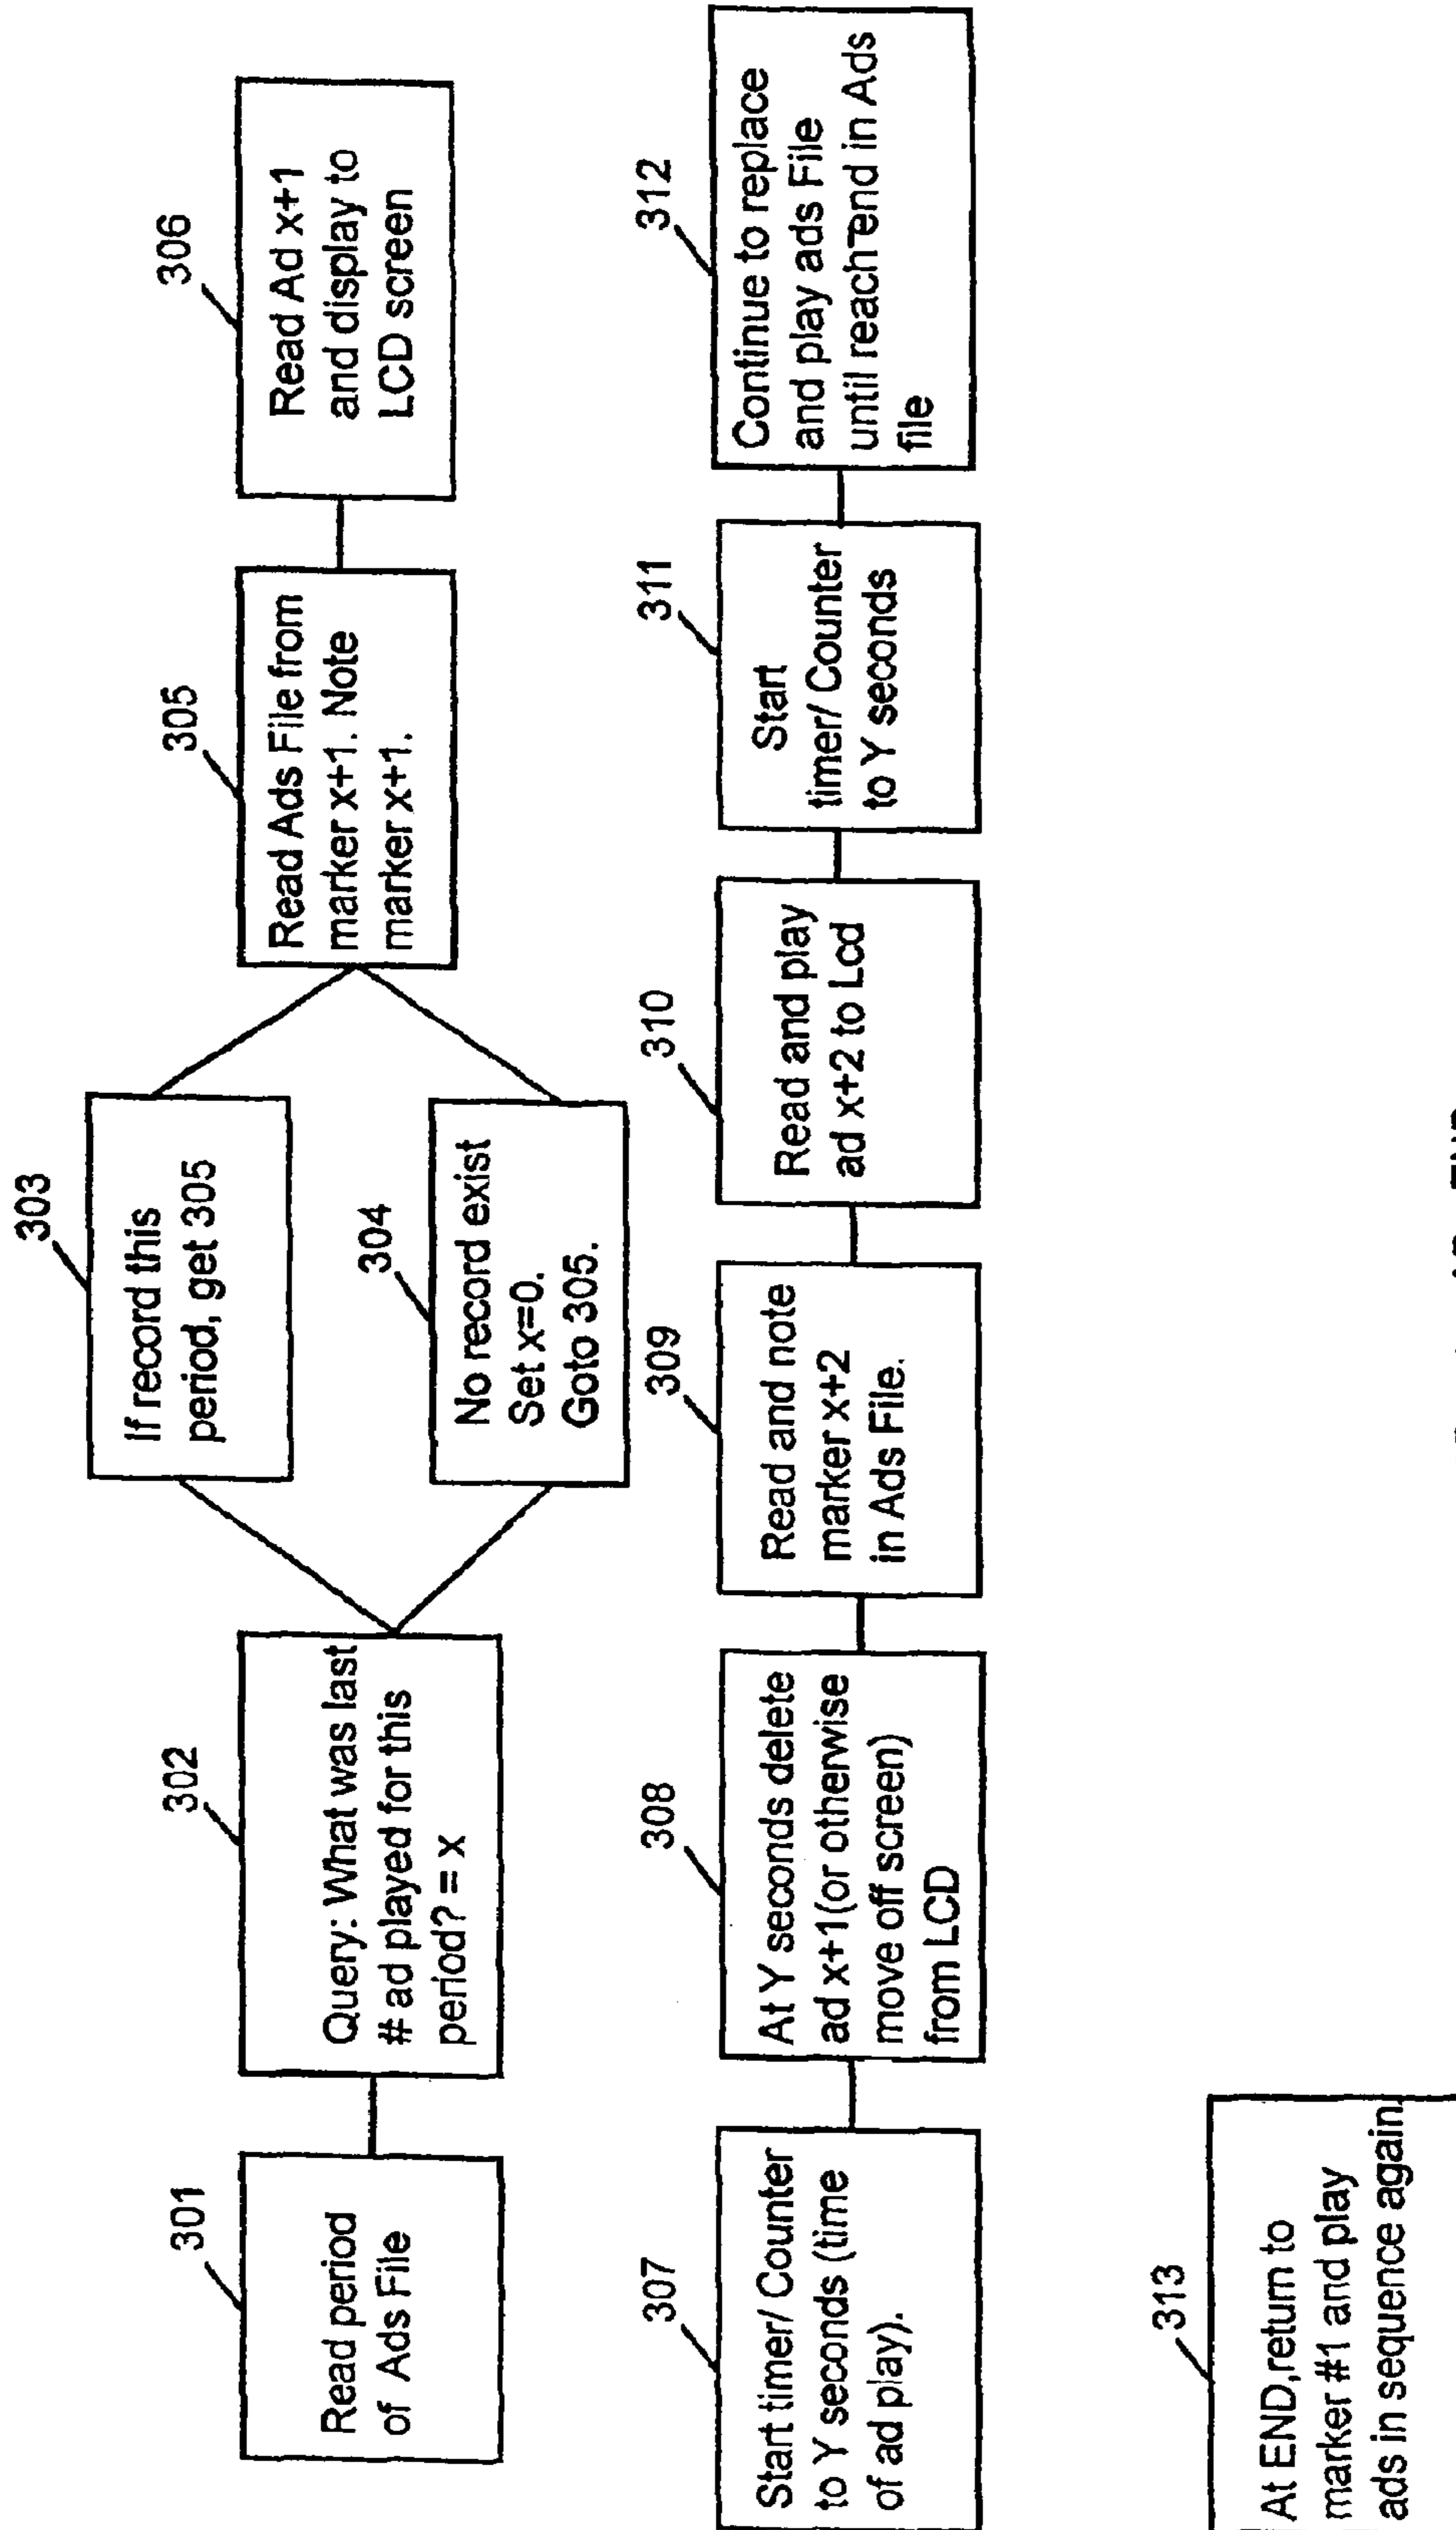 301
Read period
of Ads File
302
Query: What was last
# ad played for this
period? = x
303
If record this
period, get 305
304
No record exist
Set x=0.
Goto 305.
305
Read Ads File from
marker x+1. Note
marker x+1.
306
Read Ad x+1
and display to
LCD screen
307
Start timer/ Counter
to Y seconds (time
of ad play).
308
At Y seconds delete
ad x+1(or otherwise
move off screen)
from LCD
309
Read and note
marker x+2
in Ads File.
310
Read and play
ad x+2 to Lcd
311
Start
timer/ Counter
to Y seconds
312
Continue to replace
and play ads File
until reach end in Ads
file
313
At END,return to
marker #1 and play
ads in sequence again.